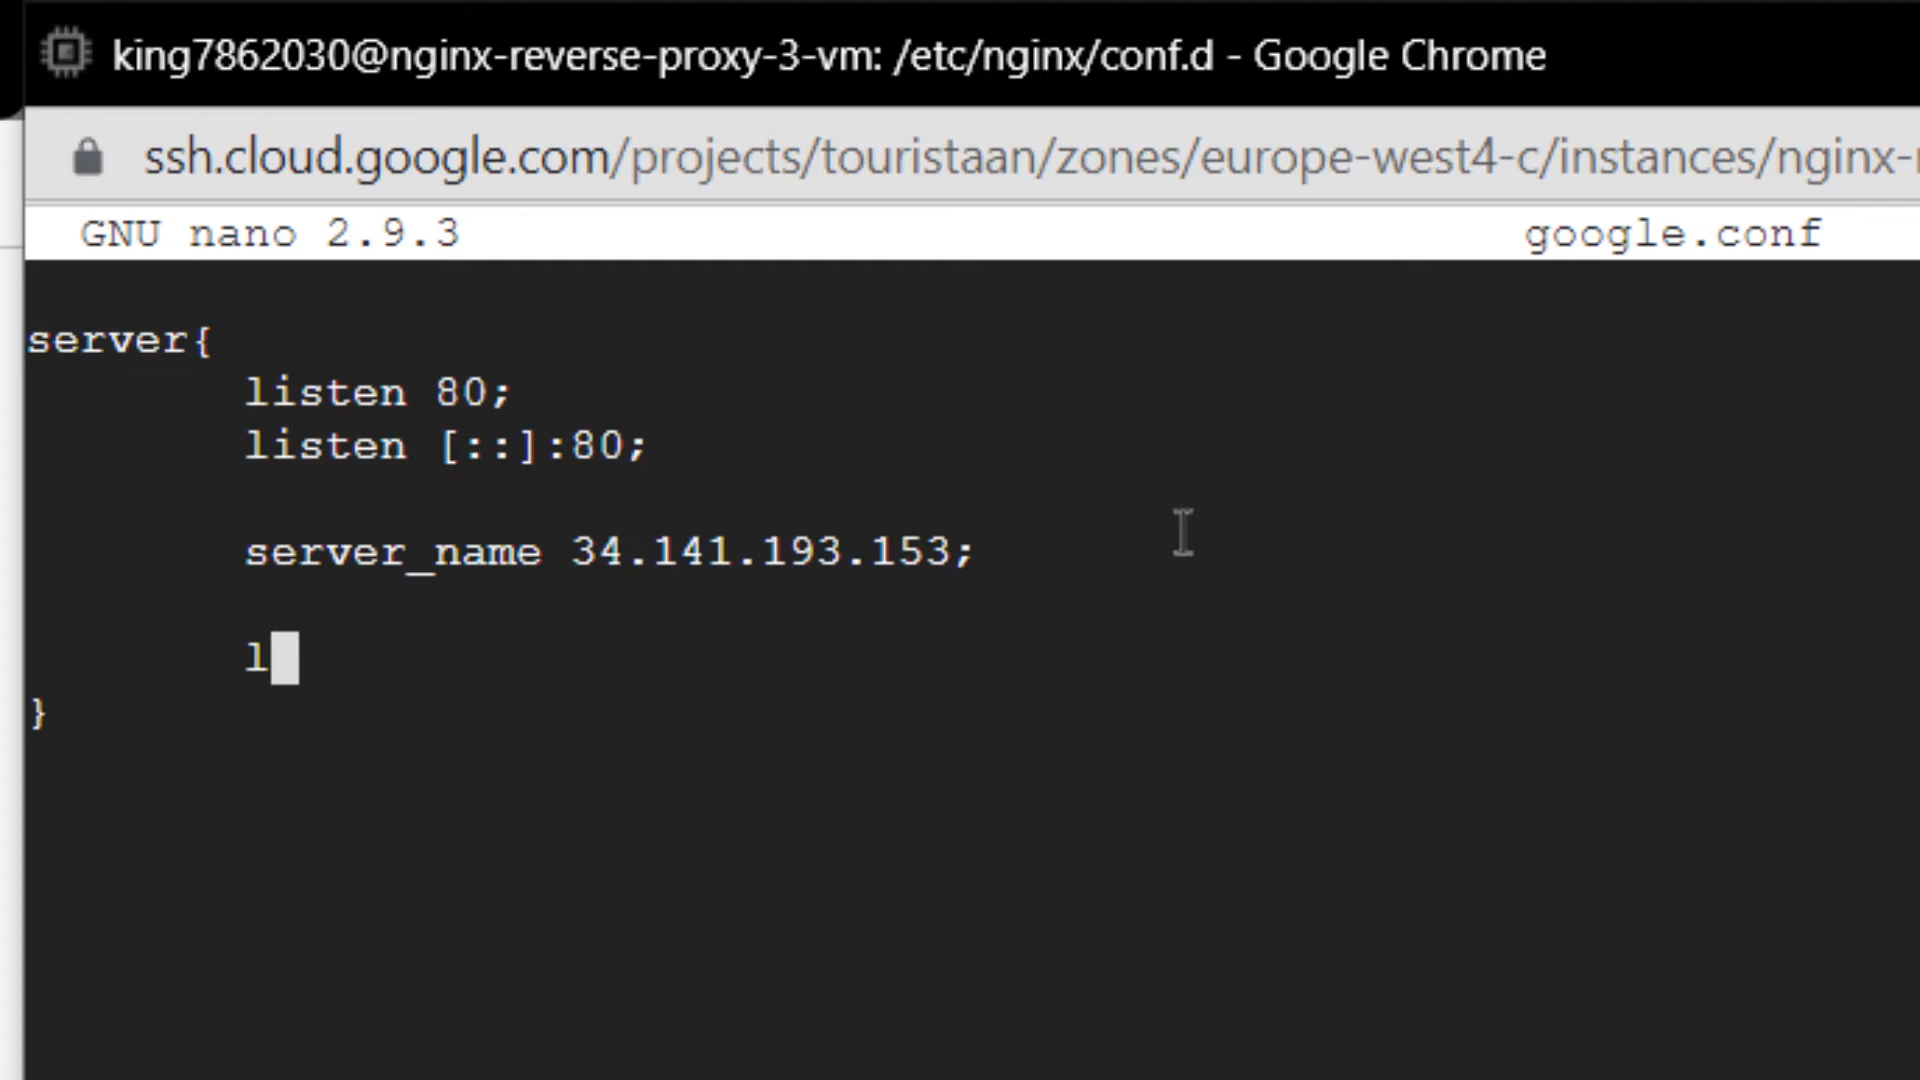 king7862030@nginx-reverse-proxy-3-vm: /etc/nginx/conf.d - Google Chrome
ssh.cloud.google.com/projects/touristaan/zones/europe-west4-c/instances/nginx-
GNU nano 2.9.3 google.conf
server{
listen 80;
listen [::]:80;
server_name 34.141.193.153;
l
}